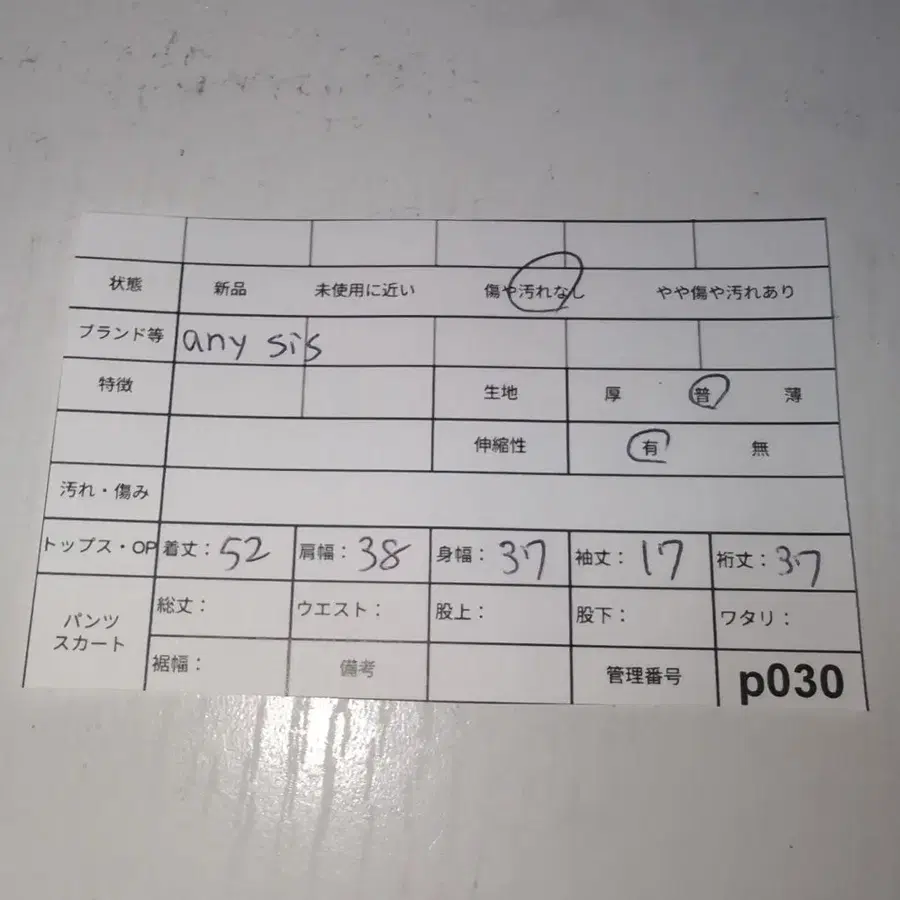 状態 新品 未使用に近い 傷や汚れなし やや傷や汚れあり
ブランド等 any sis
特徴 生地 厚 普 薄
伸縮性 有 無
汚れ・傷み
トップス・OP 着丈：52 肩幅：38 身幅：37 袖丈：17 裄丈：37
パンツ スカート 総丈： ウエスト： 股上： 股下： ワタリ：
裾幅： 備考 管理番号 p030